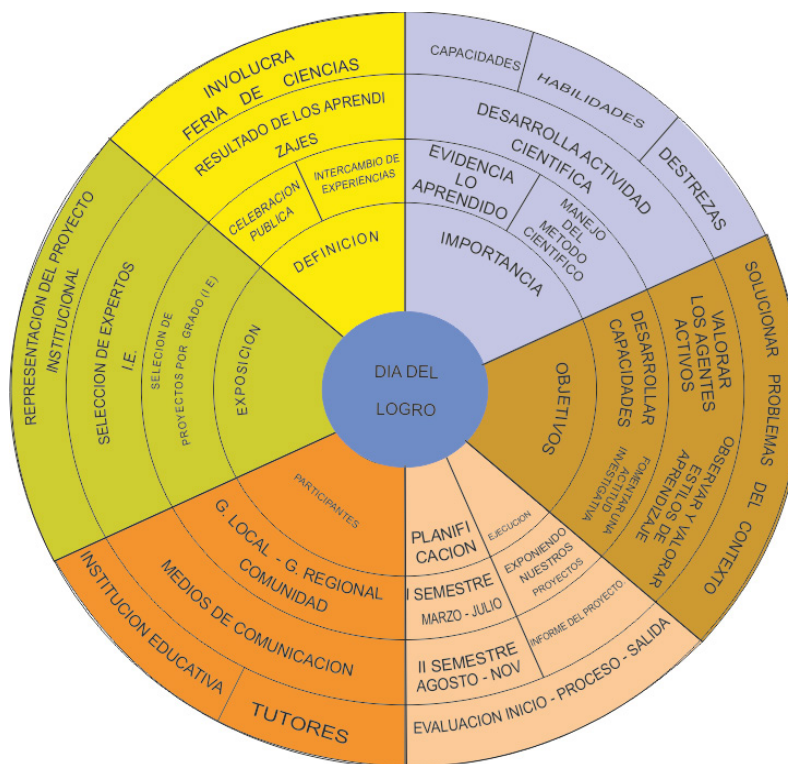 DIA DEL
LOGRO
DEFINICION
CELEBRACION
PUBLICA
INTERCAMBIO DE
EXPERIENCIAS
RESULTADO DE LOS APRENDI
ZAJES
INVOLUCRA
FERIA DE CIENCIAS
IMPORTANCIA
EVIDENCIA
LO
APRENDIDO
MANEJO
DEL
METODO
CIENTIFICO
DESARROLLA ACTIVIDAD
CIENTIFICA
CAPACIDADES
HABILIDADES
DESTREZAS
OBJETIVOS
DESARROLLAR
CAPACIDADES
FOMENTAR UNA
ACTITUD
INVESTIGATIVA
VALORAR
LOS AGENTES
ACTIVOS
OBSERVAR Y VALORAR
ESTILOS DE
APRENDIZAJE
SOLUCIONAR PROBLEMAS DEL CONTEXTO
PLANIFI
CACION
EJECUCION
I SEMESTRE
MARZO - JULIO
EXPONIENDO
NUESTROS
PROYECTOS
II SEMESTRE
AGOSTO - NOV
INFORME DEL PROYECTO
EVALUACION INICIO - PROCESO - SALIDA
PARTICIPANTES
G. LOCAL - G. REGIONAL
COMUNIDAD
MEDIOS DE COMUNICACION
INSTITUCION EDUCATIVA
TUTORES
EXPOSICION
SELECION DE
PROYECTOS POR GRADO (I E)
SELECCION DE EXPERTOS
I.E.
REPRESENTACION DEL PROYECTO
INSTITUCIONAL